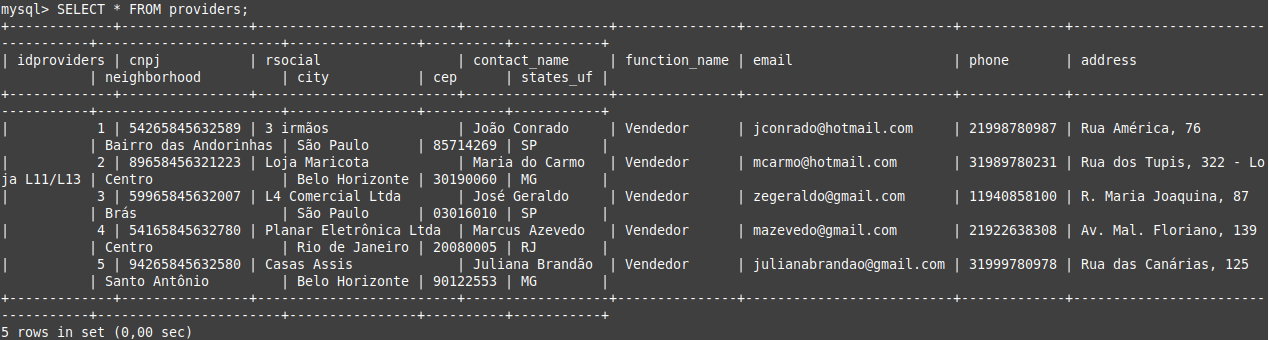 mysql> SELECT * FROM providers;
+------------+----------------+-------------------------+------------------+---------------+--------------------------+-------------+------------------------
-----------+-----------------------+----------------+----------+-----------+
| idproviders | cnpj | rsocial | contact_name | function_name | email | phone | address
| neighborhood | city | cep | states_uf |
+------------+----------------+-------------------------+------------------+---------------+--------------------------+-------------+------------------------
-----------+-----------------------+----------------+----------+-----------+
| 1 | 54265845632589 | 3 irmãos | João Conrado | Vendedor | jconrado@hotmail.com | 21998780987 | Rua América, 76
| Bairro das Andorinhas | São Paulo | 85714269 | SP |
| 2 | 89658456321223 | Loja Maricota | Maria do Carmo | Vendedor | mcarmo@hotmail.com | 31989780231 | Rua dos Tupis, 322 - Lo
ja L11/L13 | Centro | Belo Horizonte | 30190060 | MG |
| 3 | 59965845632007 | L4 Comercial Ltda | José Geraldo | Vendedor | zegeraldo@gmail.com | 11940858100 | R. Maria Joaquina, 87
| Brás | São Paulo | 03016010 | SP |
| 4 | 54165845632780 | Planar Eletrônica Ltda | Marcus Azevedo | Vendedor | mazevedo@gmail.com | 21922638308 | Av. Mal. Floriano, 139
| Centro | Rio de Janeiro | 20080005 | RJ |
| 5 | 94265845632580 | Casas Assis | Juliana Brandão | Vendedor | julianabrandao@gmail.com | 31999780978 | Rua das Canárias, 125
| Santo Antônio | Belo Horizonte | 90122553 | MG |
+------------+----------------+-------------------------+------------------+---------------+--------------------------+-------------+------------------------
-----------+-----------------------+----------------+----------+-----------+
5 rows in set (0,00 sec)